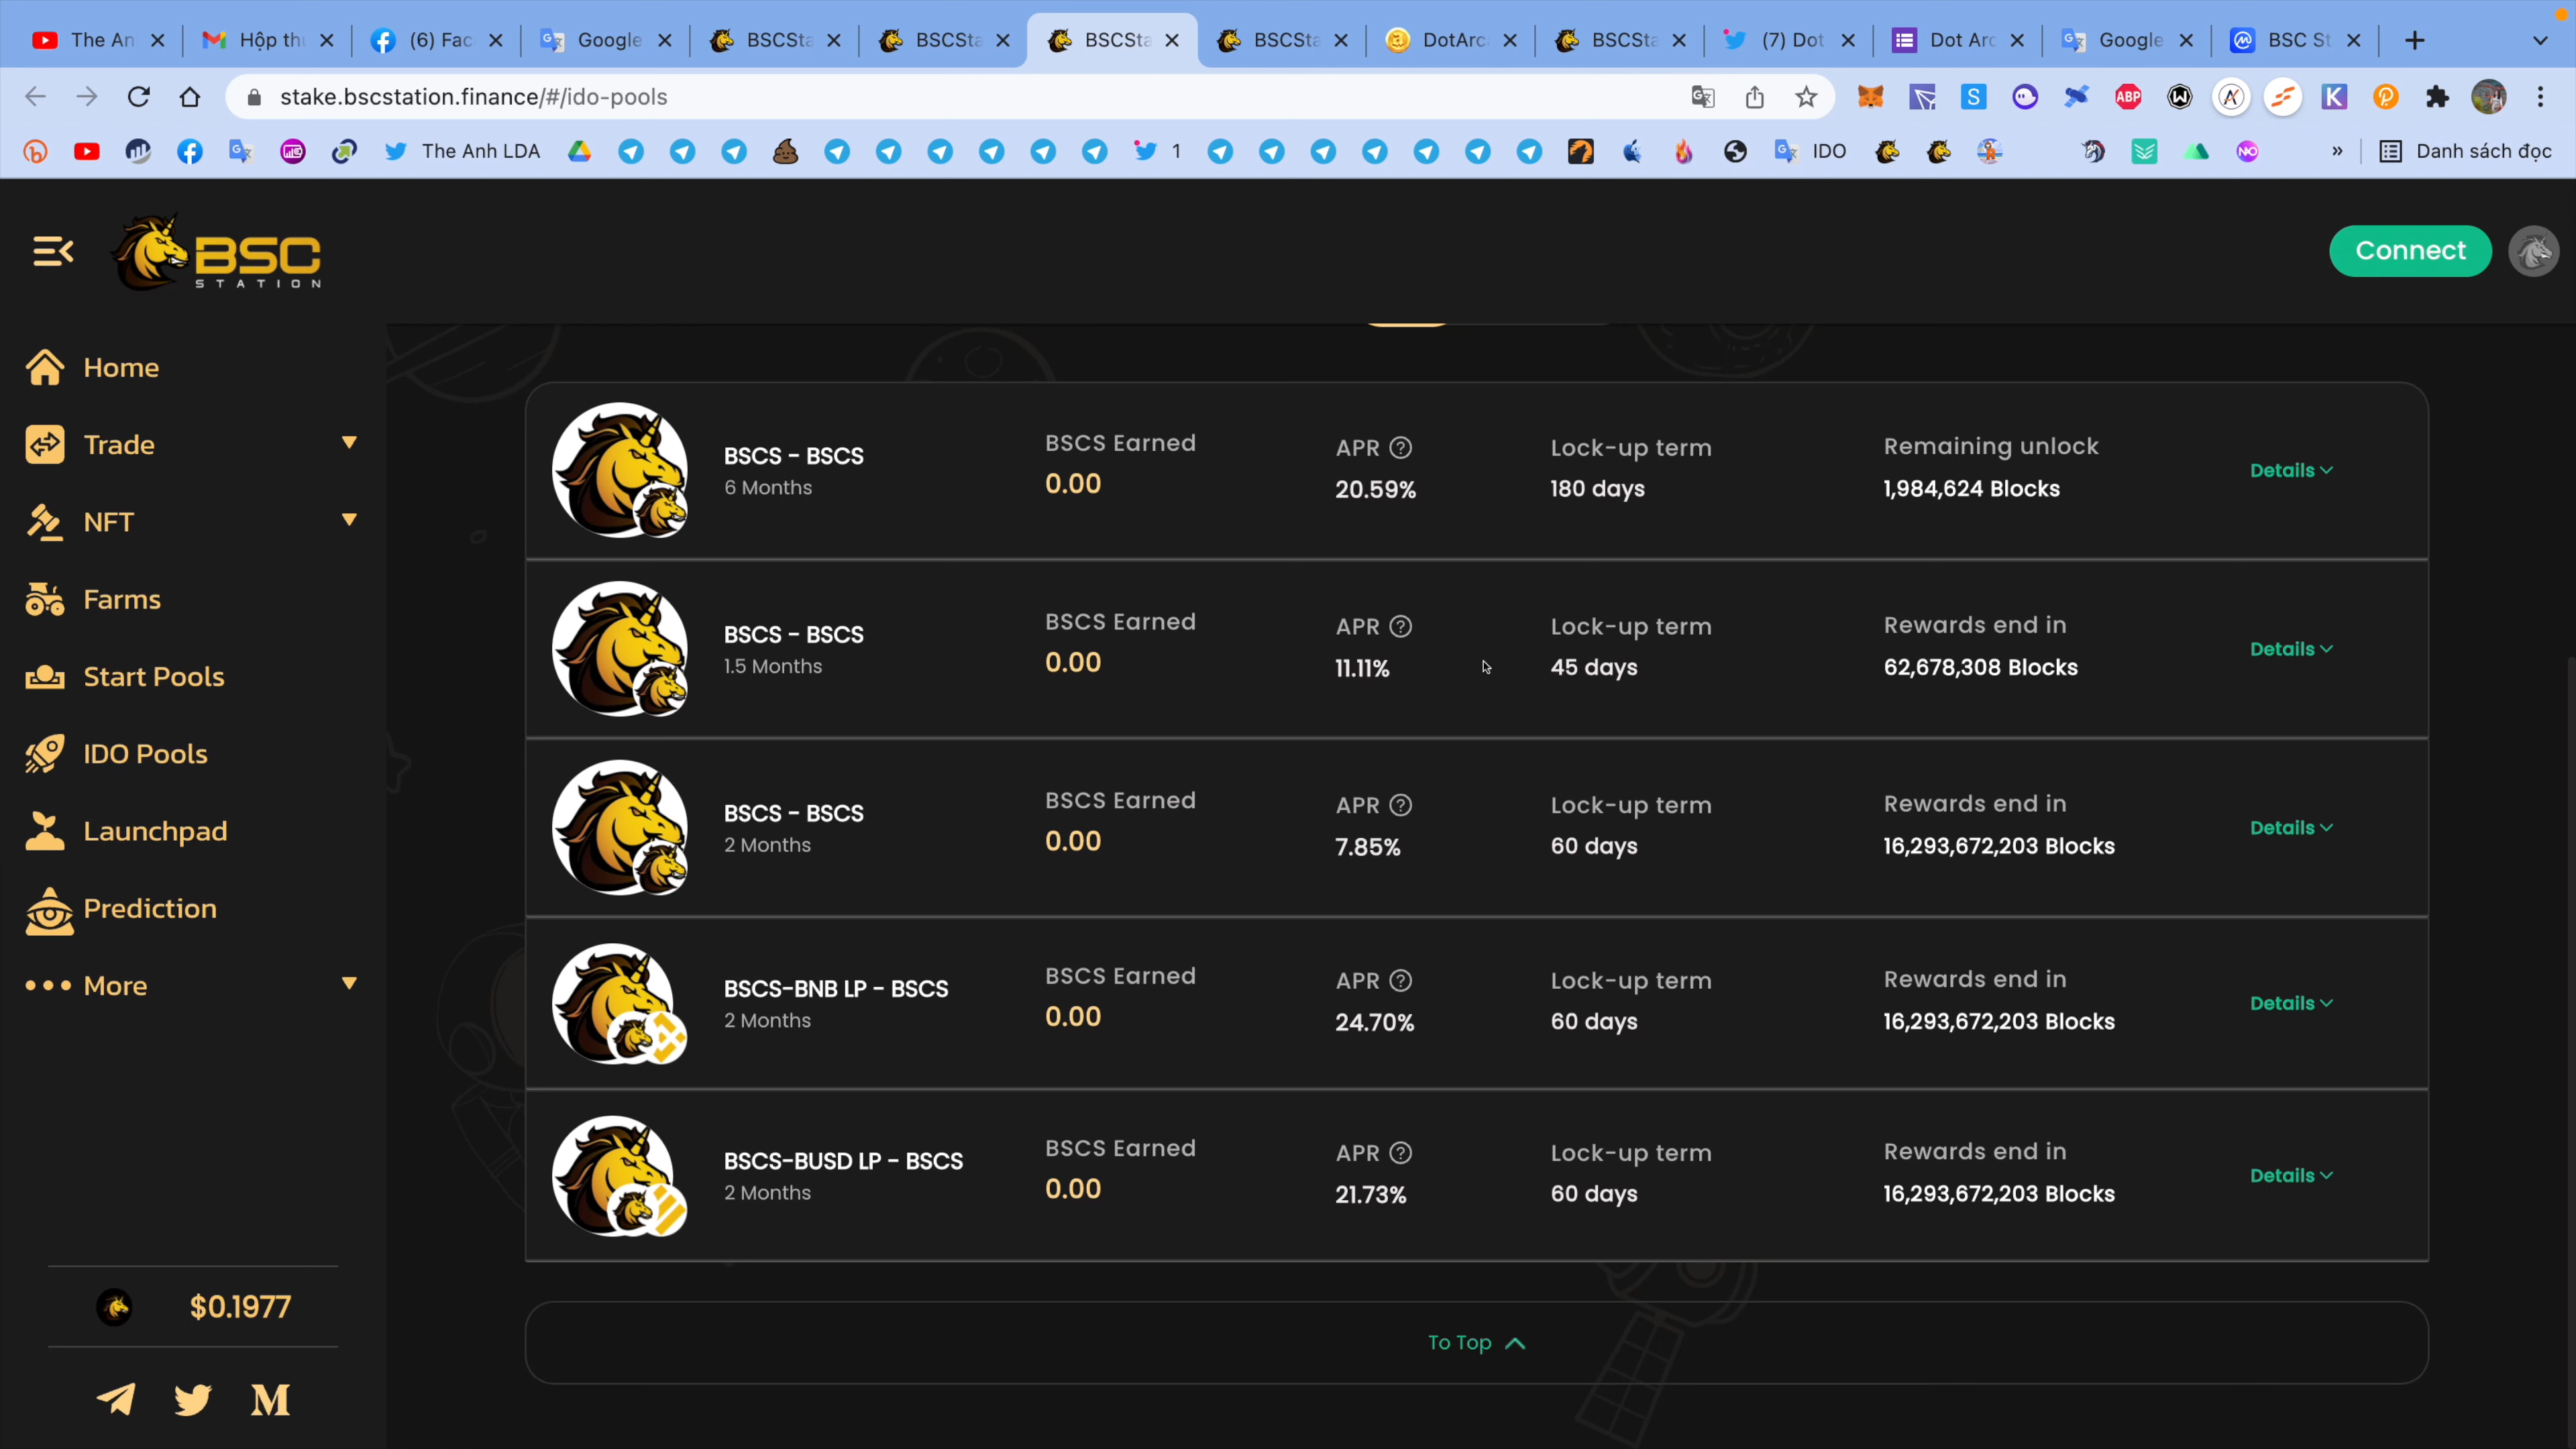 The An
Hộp th
(6) Fac
Google
BSCSta
BSCSta
BSCSta
BSCSta
DotArc
BSCSta
(7) Dot
Dot Arc
Google
BSC St
stake.bscstation.finance/#/ido-pools
The Anh LDA
1
IDO
»
Danh sách đọc
BSC
STATION
Connect
Home
Trade
NFT
Farms
Start Pools
IDO Pools
Launchpad
Prediction
More
$0.1977
BSCS - BSCS
6 Months
BSCS Earned
0.00
APR
20.59%
Lock-up term
180 days
Remaining unlock
1,984,624 Blocks
Details
BSCS - BSCS
1.5 Months
BSCS Earned
0.00
APR
11.11%
Lock-up term
45 days
Rewards end in
62,678,308 Blocks
Details
BSCS - BSCS
2 Months
BSCS Earned
0.00
APR
7.85%
Lock-up term
60 days
Rewards end in
16,293,672,203 Blocks
Details
BSCS-BNB LP - BSCS
2 Months
BSCS Earned
0.00
APR
24.70%
Lock-up term
60 days
Rewards end in
16,293,672,203 Blocks
Details
BSCS-BUSD LP - BSCS
2 Months
BSCS Earned
0.00
APR
21.73%
Lock-up term
60 days
Rewards end in
16,293,672,203 Blocks
Details
To Top